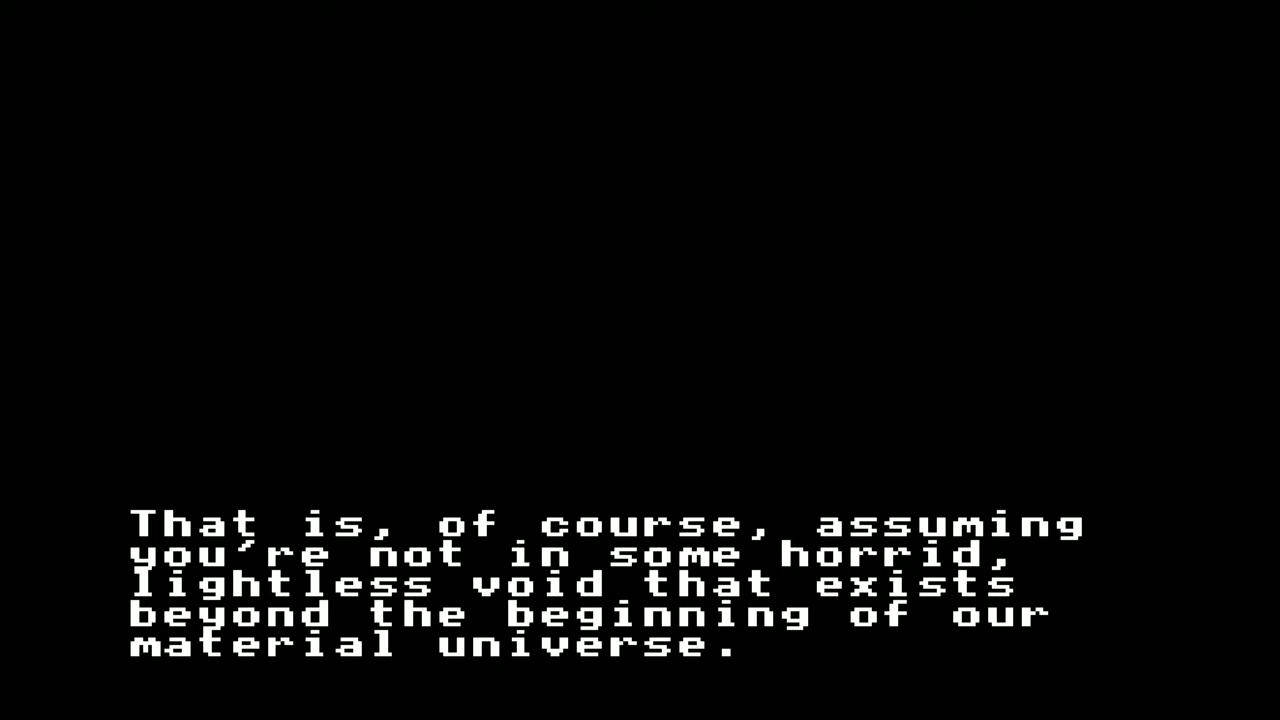 That is, of course, assuming
you're not in some horrid,
lightless void that exists
beyond the beginning of our
material universe.